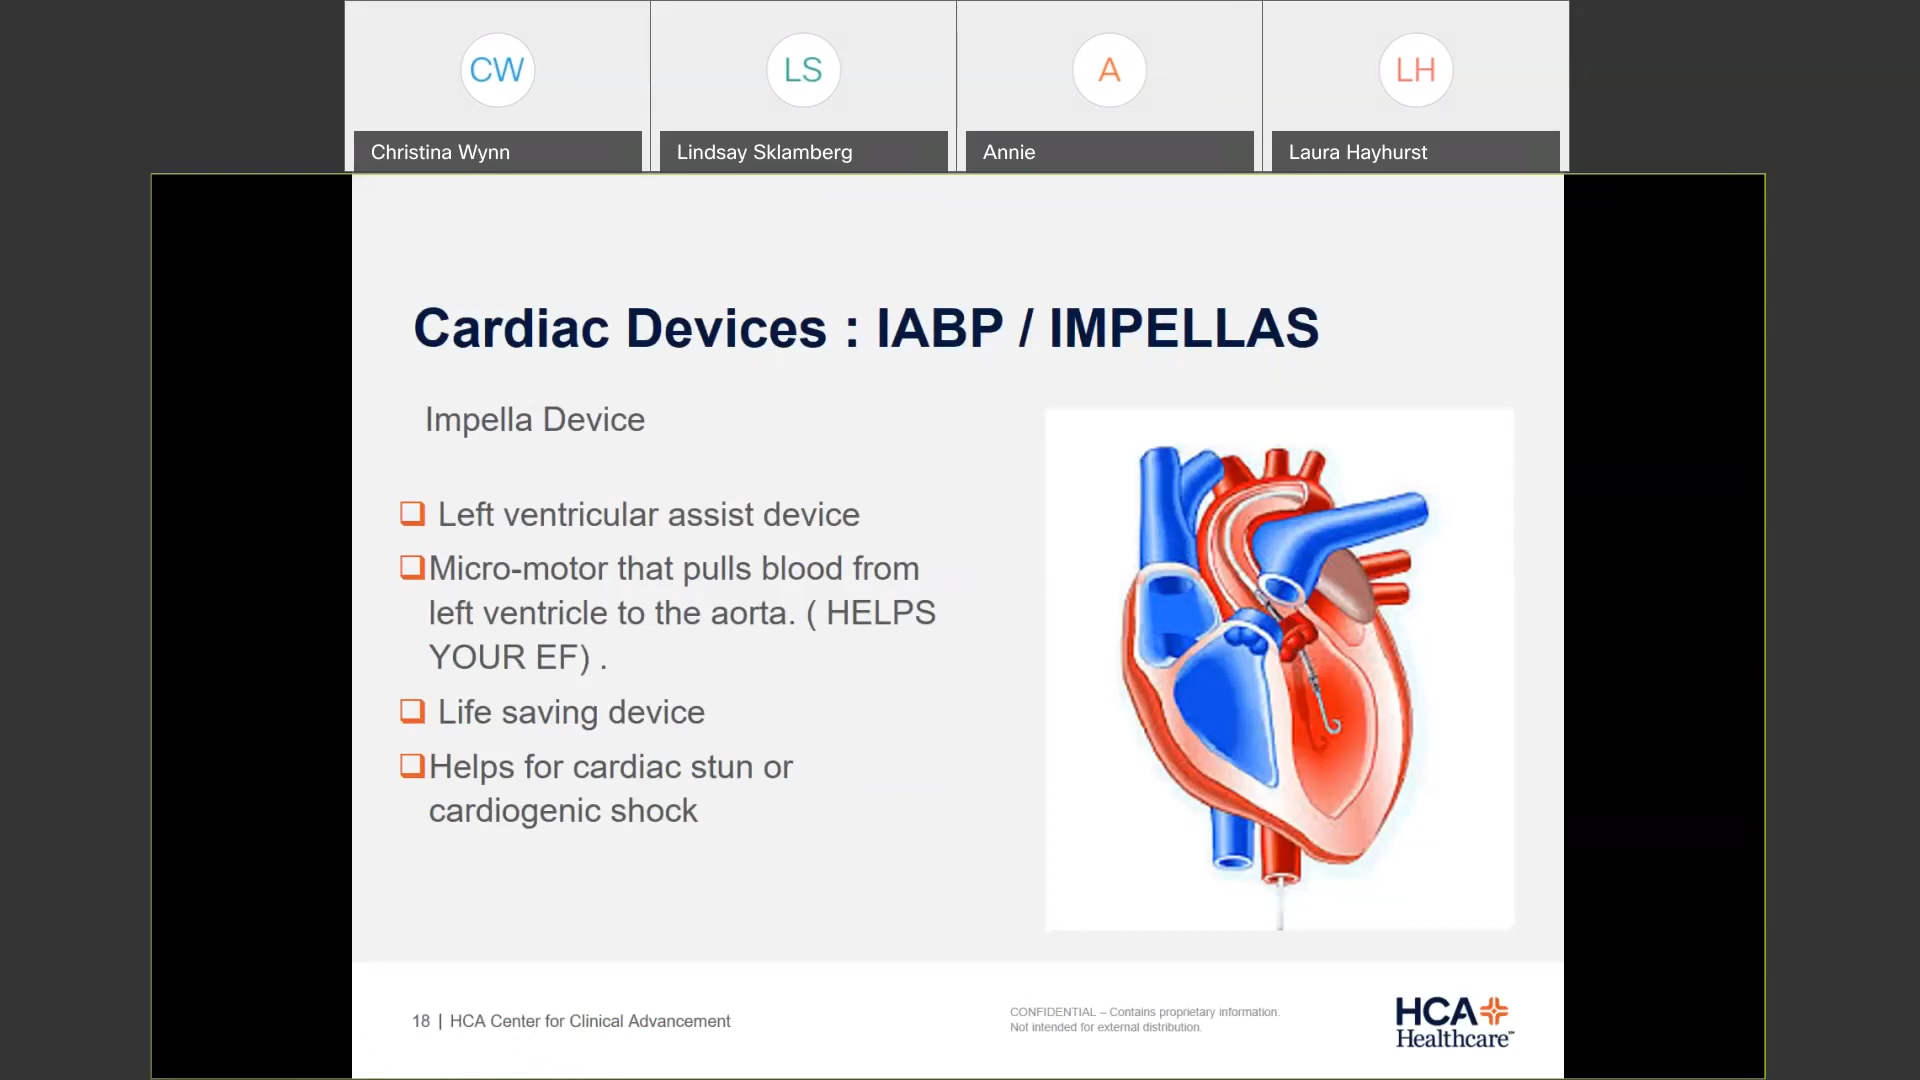 CW
LS
A
LH
Christina Wynn
Lindsay Sklamberg
Annie
Laura Hayhurst
Cardiac Devices : IABP / IMPELLAS
Impella Device
Left ventricular assist device
Micro-motor that pulls blood from
left ventricle to the aorta. ( HELPS
YOUR EF) .
Life saving device
Helps for cardiac stun or
cardiogenic shock
18 | HCA Center for Clinical Advancement
CONFIDENTIAL – Contains proprietary information.
Not intended for external distribution.
HCA
Healthcare™